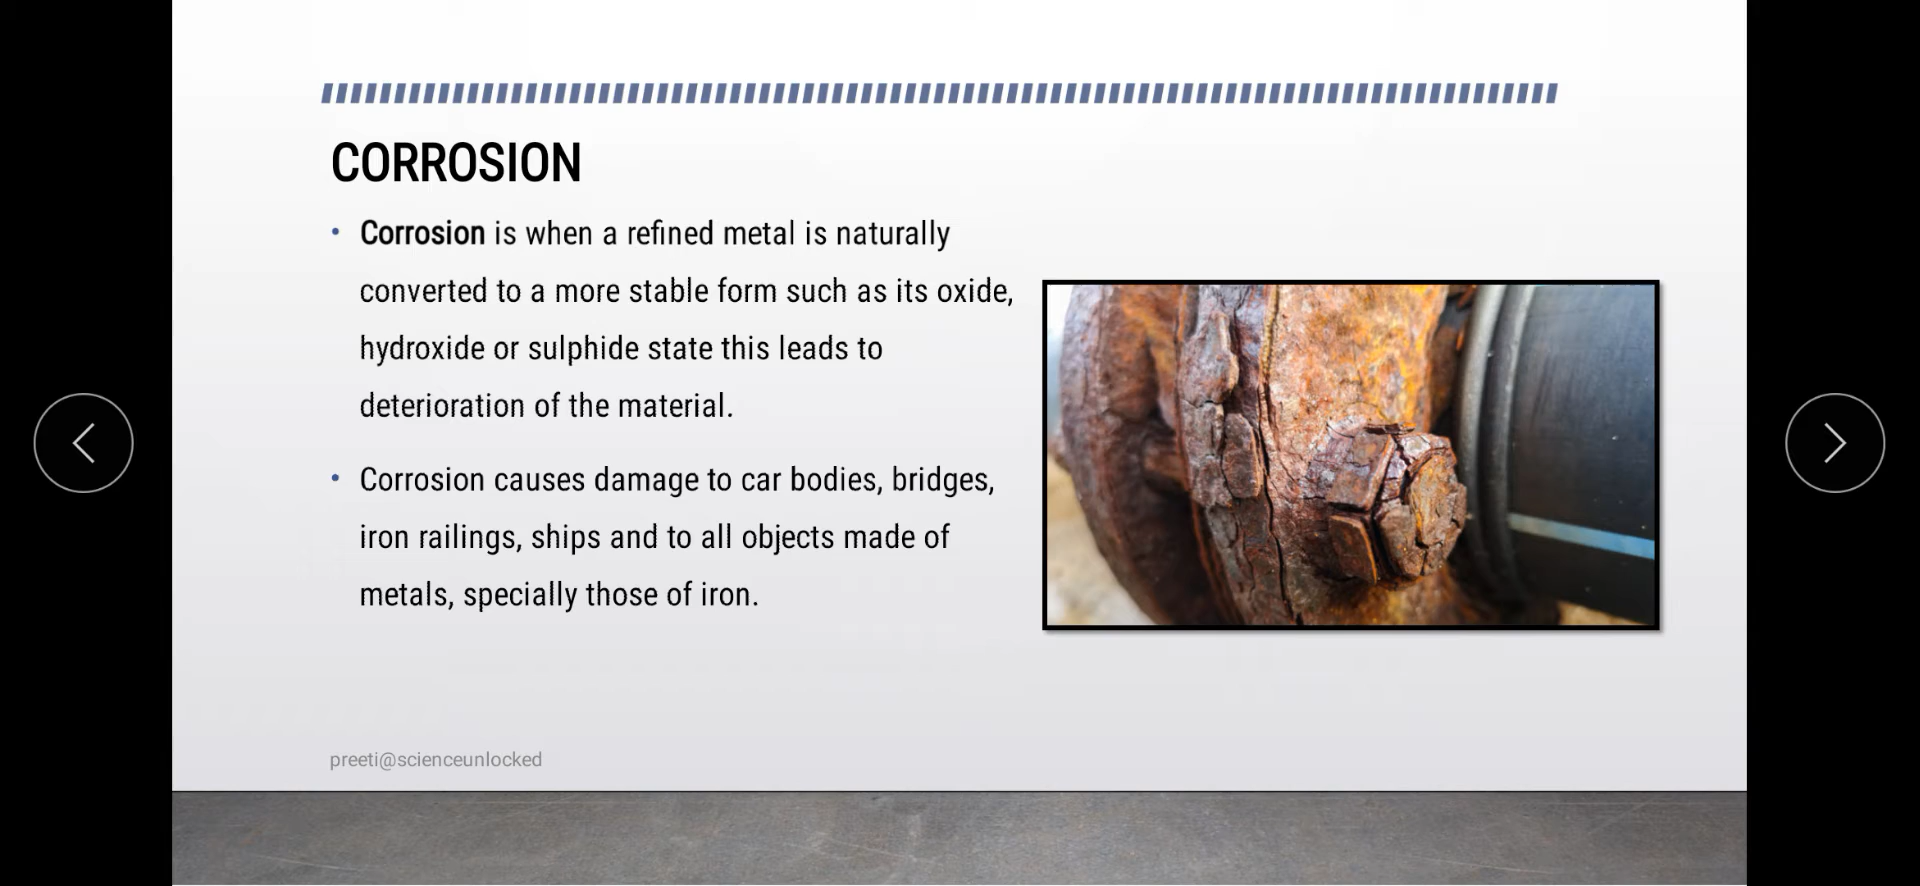 CORROSION
• Corrosion is when a refined metal is naturally
converted to a more stable form such as its oxide,
hydroxide or sulphide state this leads to
deterioration of the material.
• Corrosion causes damage to car bodies, bridges,
iron railings, ships and to all objects made of
metals, specially those of iron.
preeti@scienceunlocked